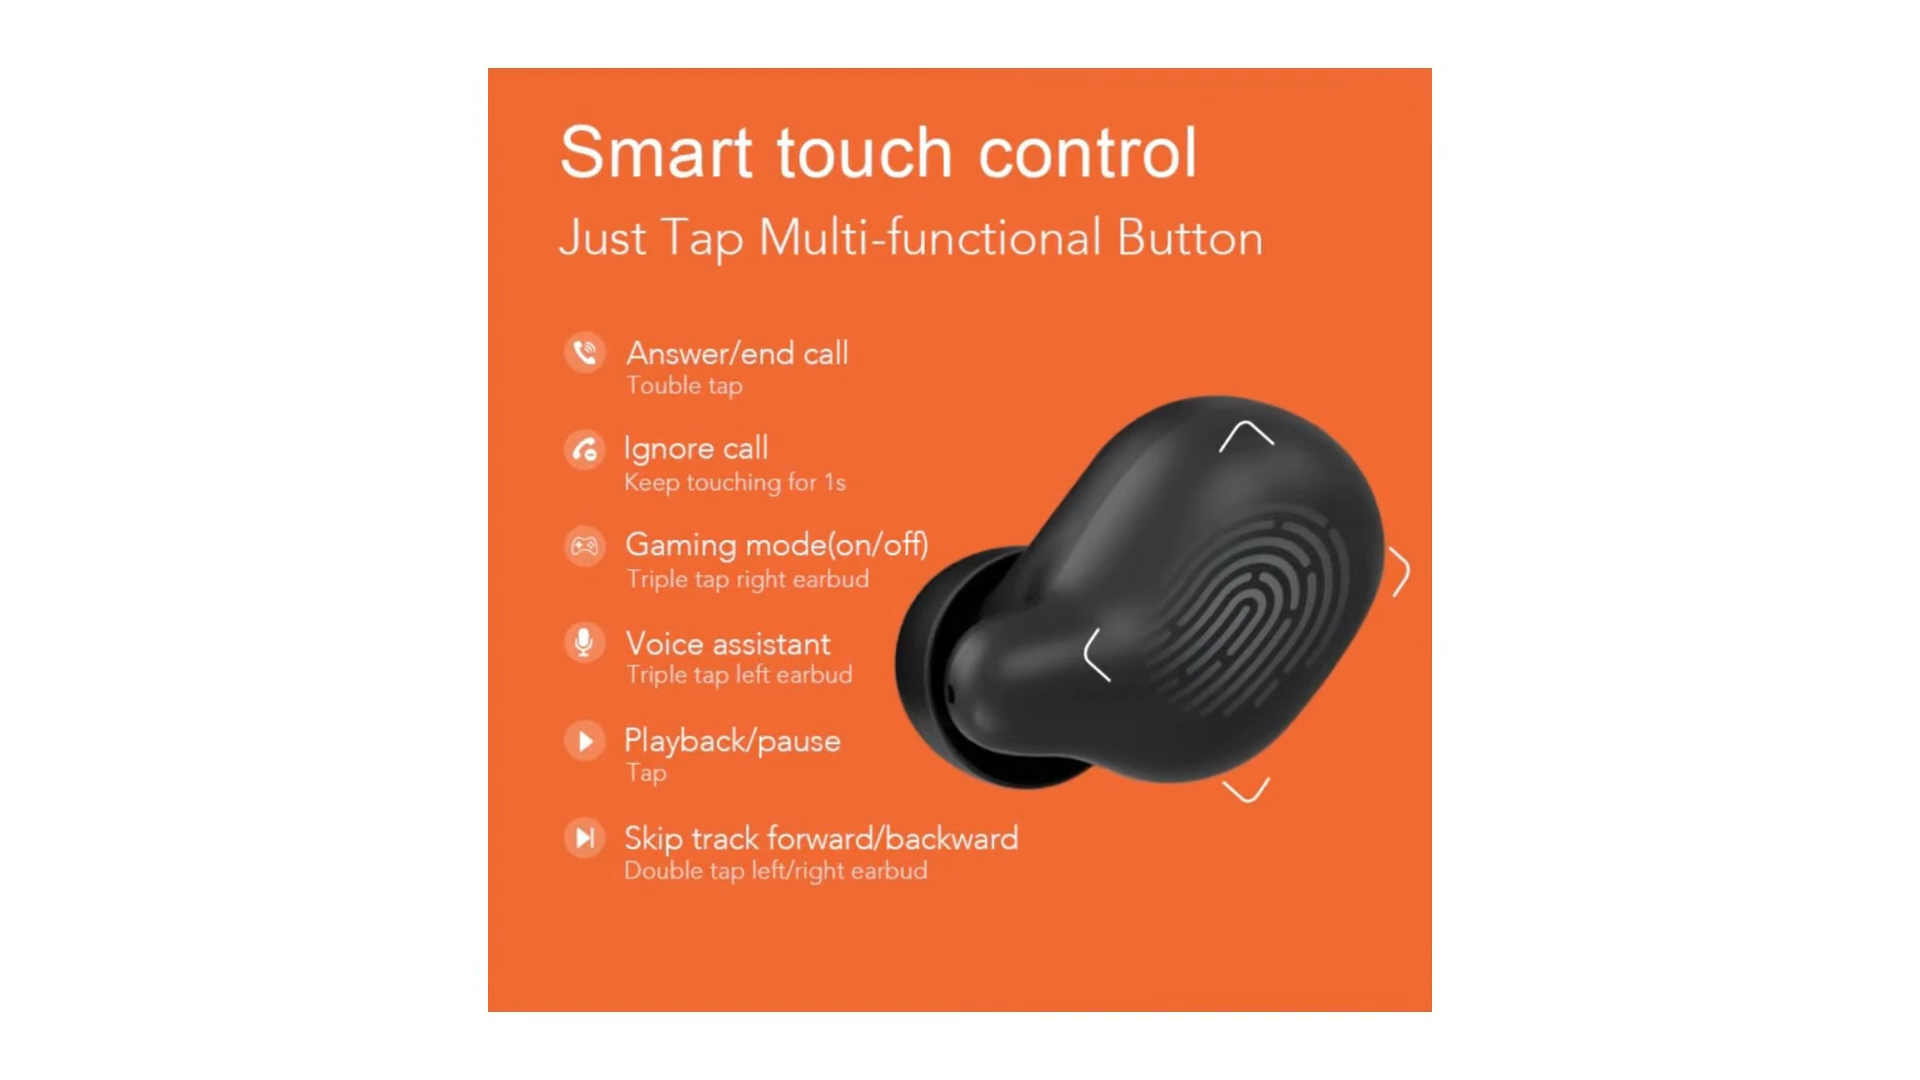 Smart touch control
Just Tap Multi-functional Button
Answer/end call
Touble tap
Ignore call
Keep touching for 1s
Gaming mode(on/off)
Triple tap right earbud
Voice assistant
Triple tap left earbud
Playback/pause
Tap
Skip track forward/backward
Double tap left/right earbud